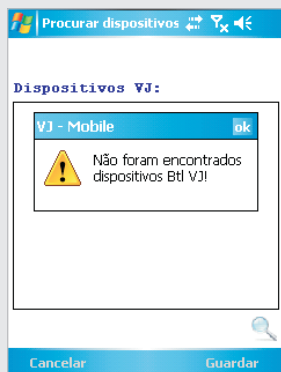 Procurar dispositivos
Dispositivos VJ:
VJ - Mobile
ok
Não foram encontrados
dispositivos Btl VJ!
Cancelar
Guardar